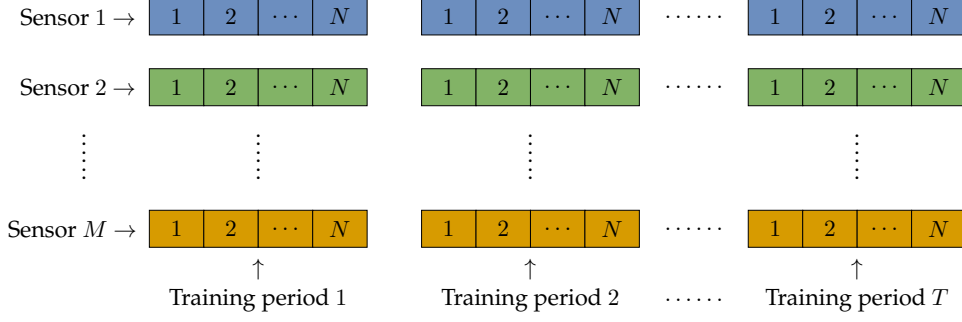 Sensor 1 → 1 2 ⋯ N 1 2 ⋯ N ⋯⋯ 1 2 ⋯ N
Sensor 2 → 1 2 ⋯ N 1 2 ⋯ N ⋯⋯ 1 2 ⋯ N
Sensor M → 1 2 ⋯ N 1 2 ⋯ N ⋯⋯ 1 2 ⋯ N
Training period 1 Training period 2 ⋯⋯ Training period T